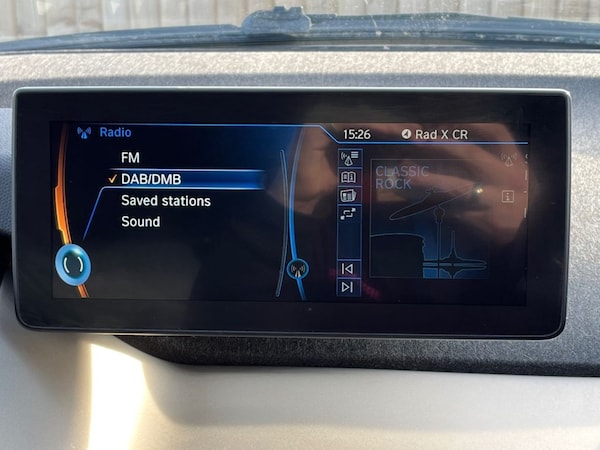 Radio
15:26
Rad X CR
FM
✓ DAB/DMB
Saved stations
Sound
CLASSIC
ROCK